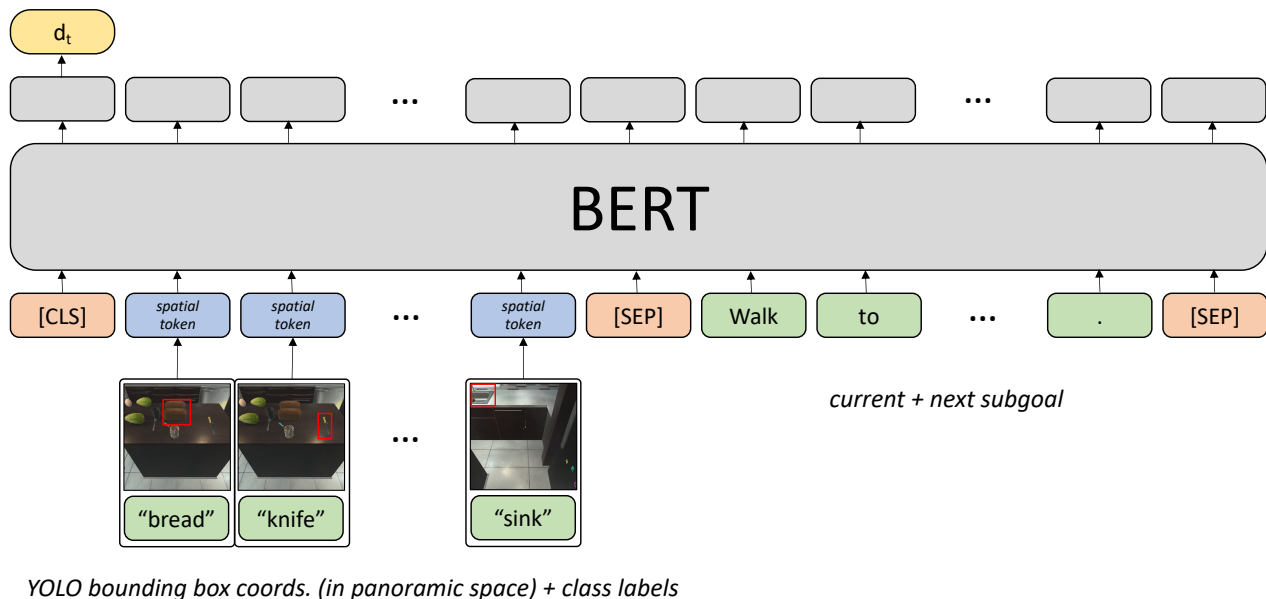 d_t
... ...
BERT
[CLS] spatial token spatial token ... spatial token [SEP] Walk to ... . [SEP]
...
current + next subgoal
“bread” “knife” “sink”
YOLO bounding box coords. (in panoramic space) + class labels